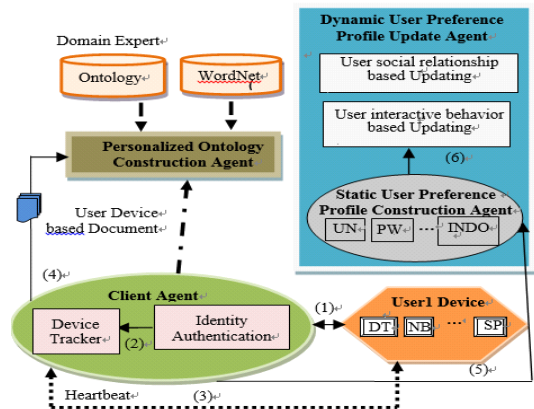 Domain Expert
Ontology
WordNet
Personalized Ontology
Construction Agent
Dynamic User Preference
Profile Update Agent
User social relationship
based Updating
User interactive behavior
based Updating
(6)
Static User Preference
Profile Construction Agent
UN PW ... INDO
User Device
based Document
(4)
Client Agent
Device
Tracker
(2)
Identity
Authentication
(1)
User1 Device
DT NB ... SP
(5)
(3)
Heartbeat